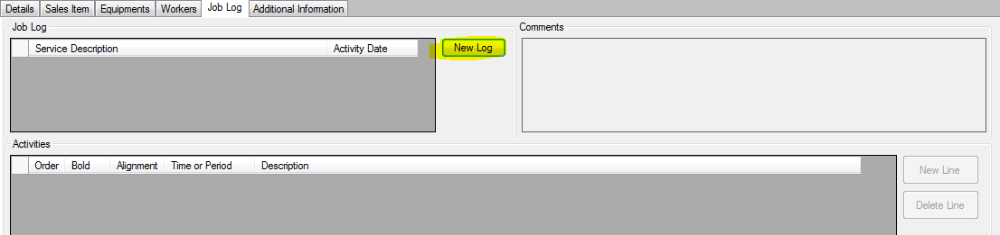 Details Sales Item Equipments Workers Job Log Additional Information
Job Log
Service Description Activity Date
New Log
Comments
Activities
Order Bold Alignment Time or Period Description
New Line
Delete Line